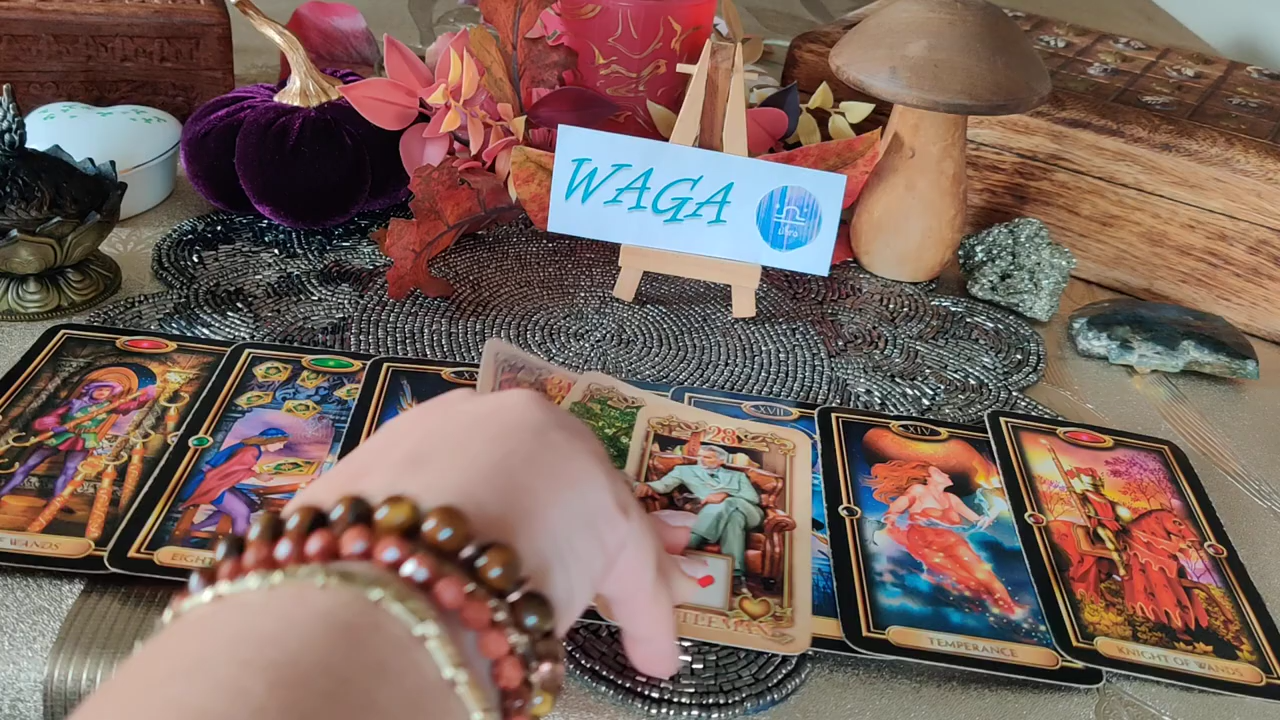 WAGA
Libra
XVII
XIV
28
WANDS
EIGHT
TEMPERANCE
KNIGHT OF WANDS